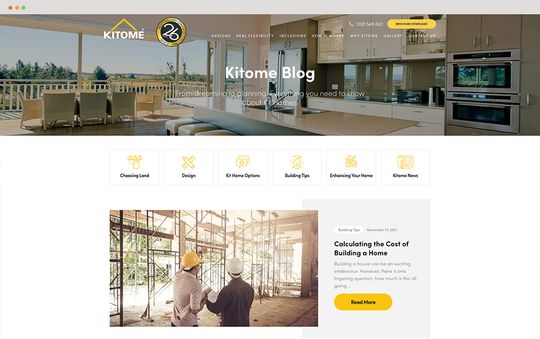 KITOME
26
1300 548 663
BROCHURE DOWNLOAD
DESIGNS REAL FLEXIBILITY INCLUSIONS HOW IT WORKS WHY KITOME GALLERY CONTACT US
Kitome Blog
From dreaming to planning. Everything you need to know
about Kit Homes.
Choosing Land
Design
Kit Home Options
Building Tips
Enhancing Your Home
Kitome News
Building Tips November 17, 2021
Calculating the Cost of
Building a Home
Building a house can be an exciting
endeavour. However, there is one
lingering question, how much is this all
going ...
Read More